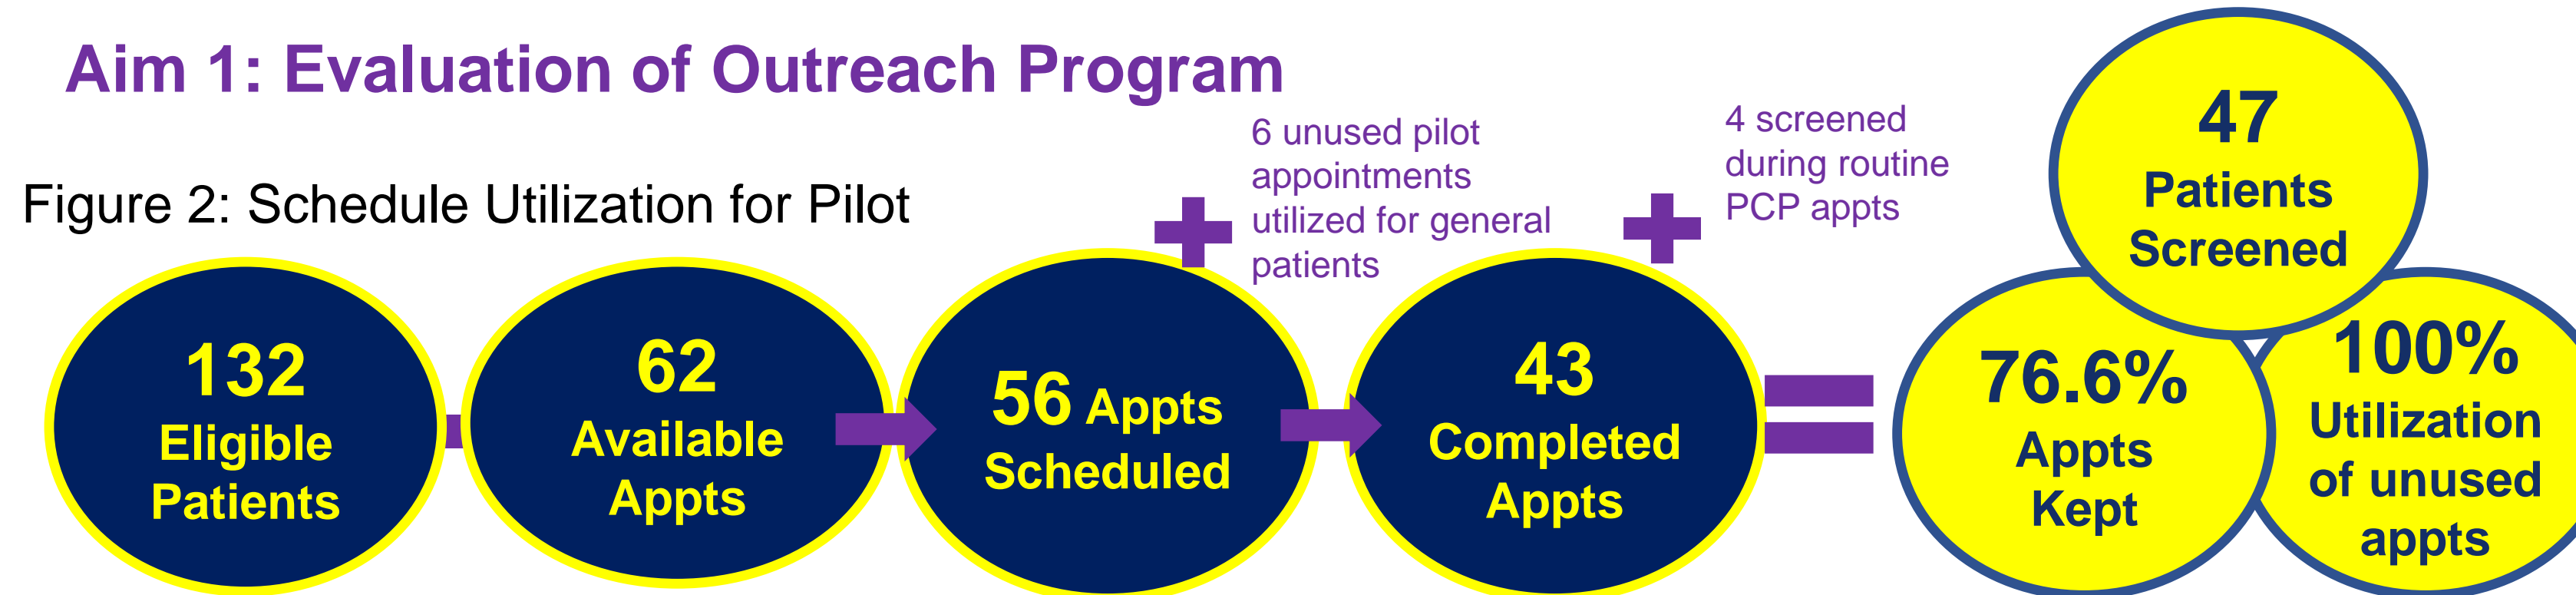 Aim 1: Evaluation of Outreach Program
Figure 2: Schedule Utilization for Pilot
132
Eligible
Patients
62
Available
Appts
56 Appts
Scheduled
6 unused pilot
appointments
utilized for general
patients
43
Completed
Appts
4 screened
during routine
PCP appts
47
Patients
Screened
76.6%
Appts
Kept
100%
Utilization
of unused
appts